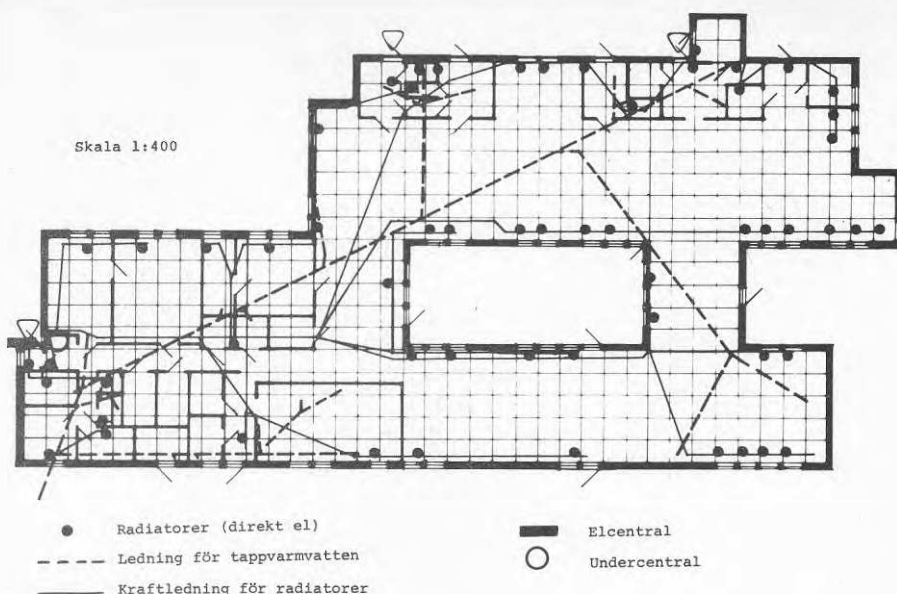 Skala 1:400
Radiatorer (direkt el)
Ledning för tappvarmvatten
Kraftledning för radiatorer
Elcentral
Undercentral